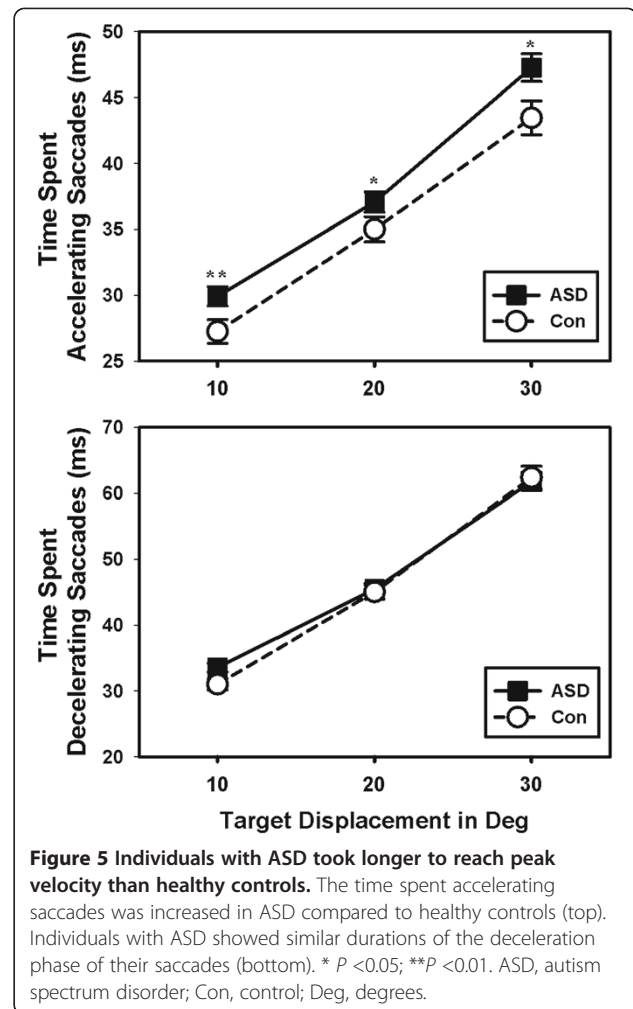 50
45
40
35
30
25
Time Spent
Accelerating Saccades (ms)
**
*
*
ASD
Con
10 20 30
70
60
50
40
30
20
Time Spent
Decelerating Saccades (ms)
ASD
Con
10 20 30
Target Displacement in Deg
Figure 5 Individuals with ASD took longer to reach peak
velocity than healthy controls. The time spent accelerating
saccades was increased in ASD compared to healthy controls (top).
Individuals with ASD showed similar durations of the deceleration
phase of their saccades (bottom). * P <0.05; **P <0.01. ASD, autism
spectrum disorder; Con, control; Deg, degrees.